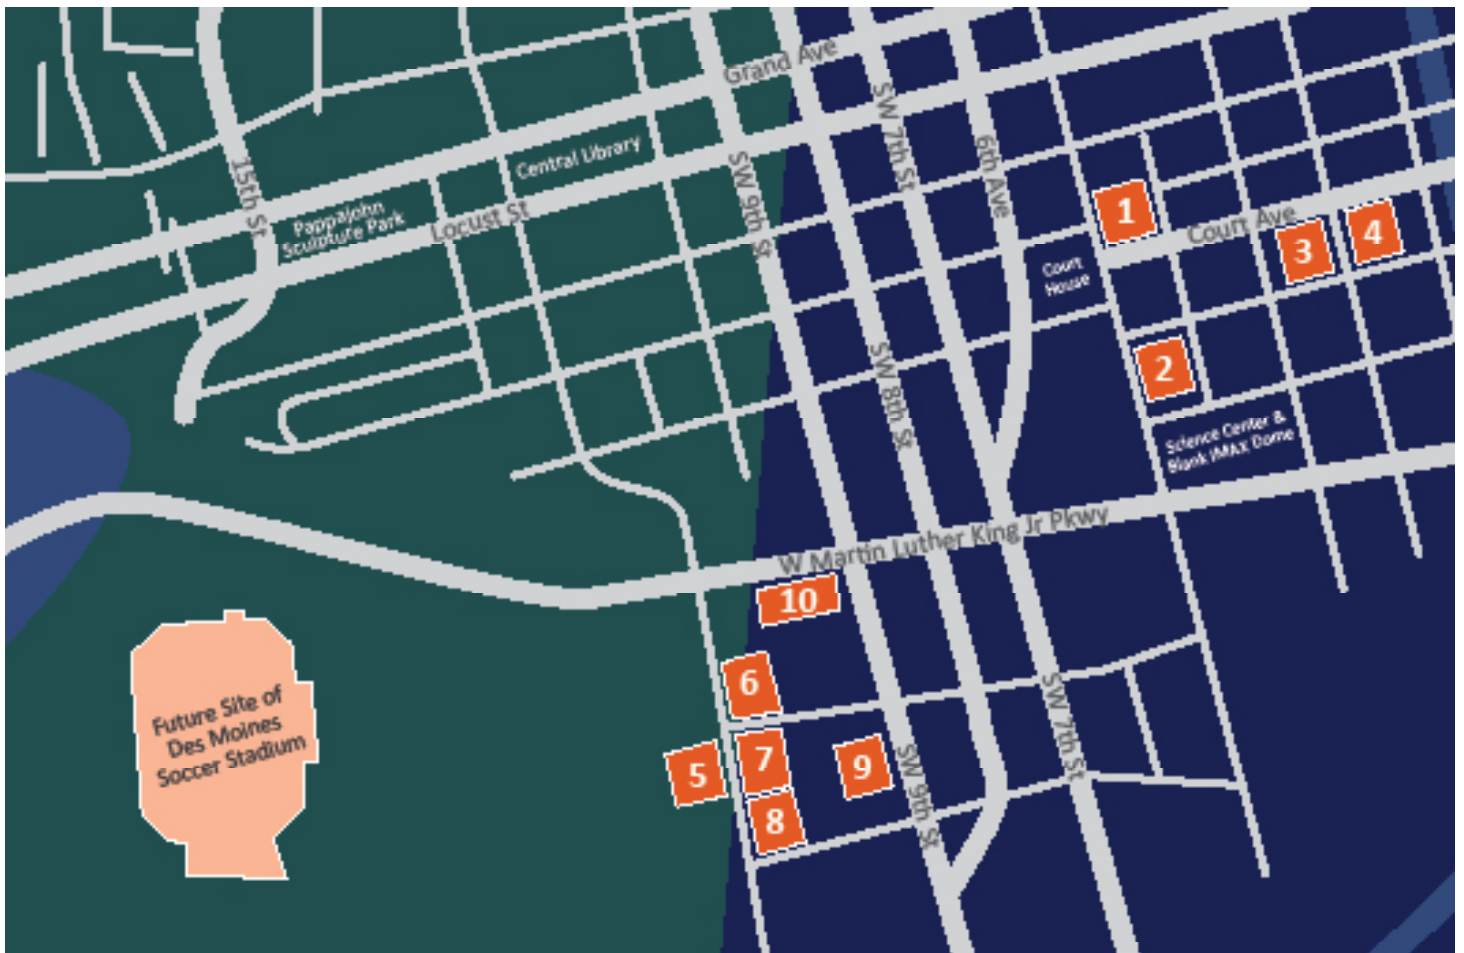 Grand Ave
SW 7th St
Central Library
15th St
6th Ave
SW 9th St
Pappajohn
Sculpture Park
Locust St
1
Court Ave
3
4
Court
House
2
SW 8th St
Science Center &
Blank IMAX Dome
W Martin Luther King Jr Pkwy
10
6
Future Site of
Des Moines
Soccer Stadium
SW 7th St
5
7
9
SW 9th St
8